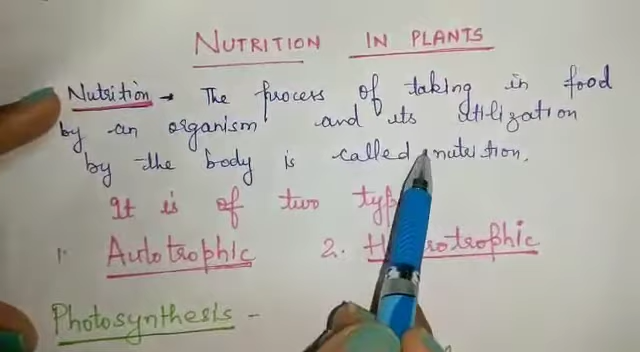 NUTRITION IN PLANTS
Nutrition → The process of taking in food
by an organism and its utilization
by the body is called nutrition.
It is of two
1. Autotrophic 2.
Photosynthesis -